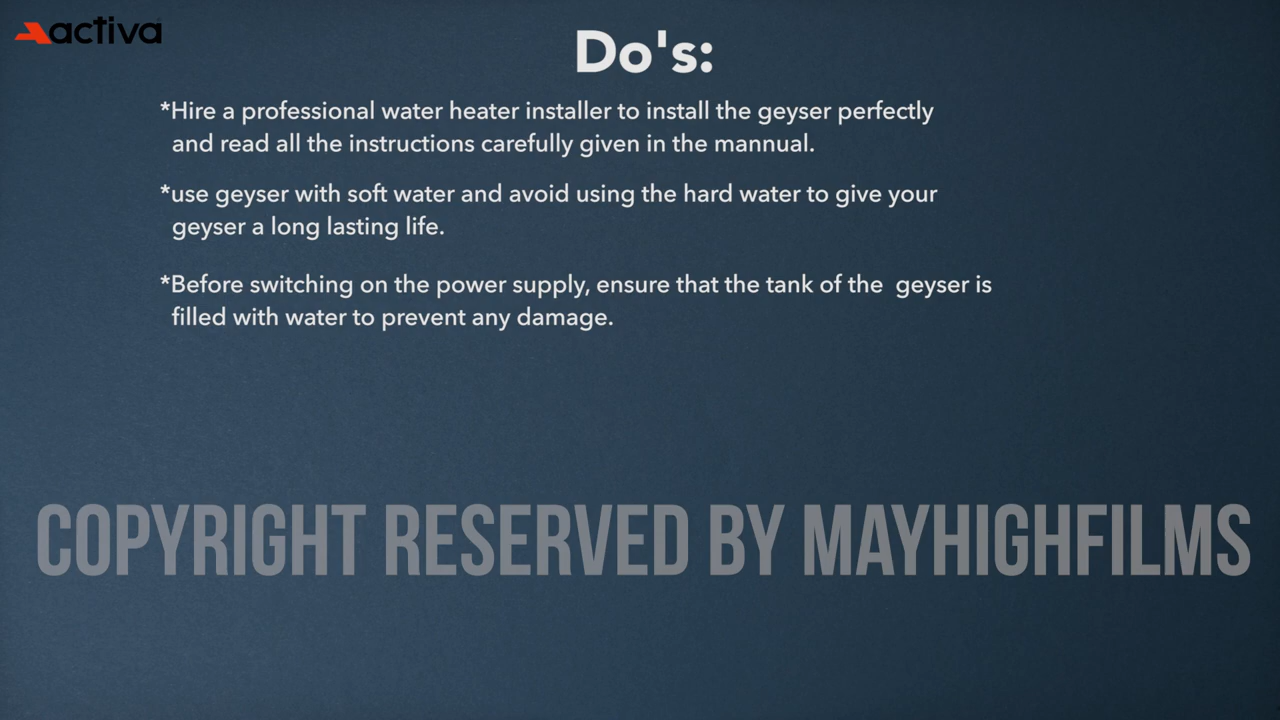 activa
Do's:
*Hire a professional water heater installer to install the geyser perfectly
and read all the instructions carefully given in the mannual.
*use geyser with soft water and avoid using the hard water to give your
geyser a long lasting life.
*Before switching on the power supply, ensure that the tank of the geyser is
filled with water to prevent any damage.
COPYRIGHT RESERVED BY MAYHIGHFILMS